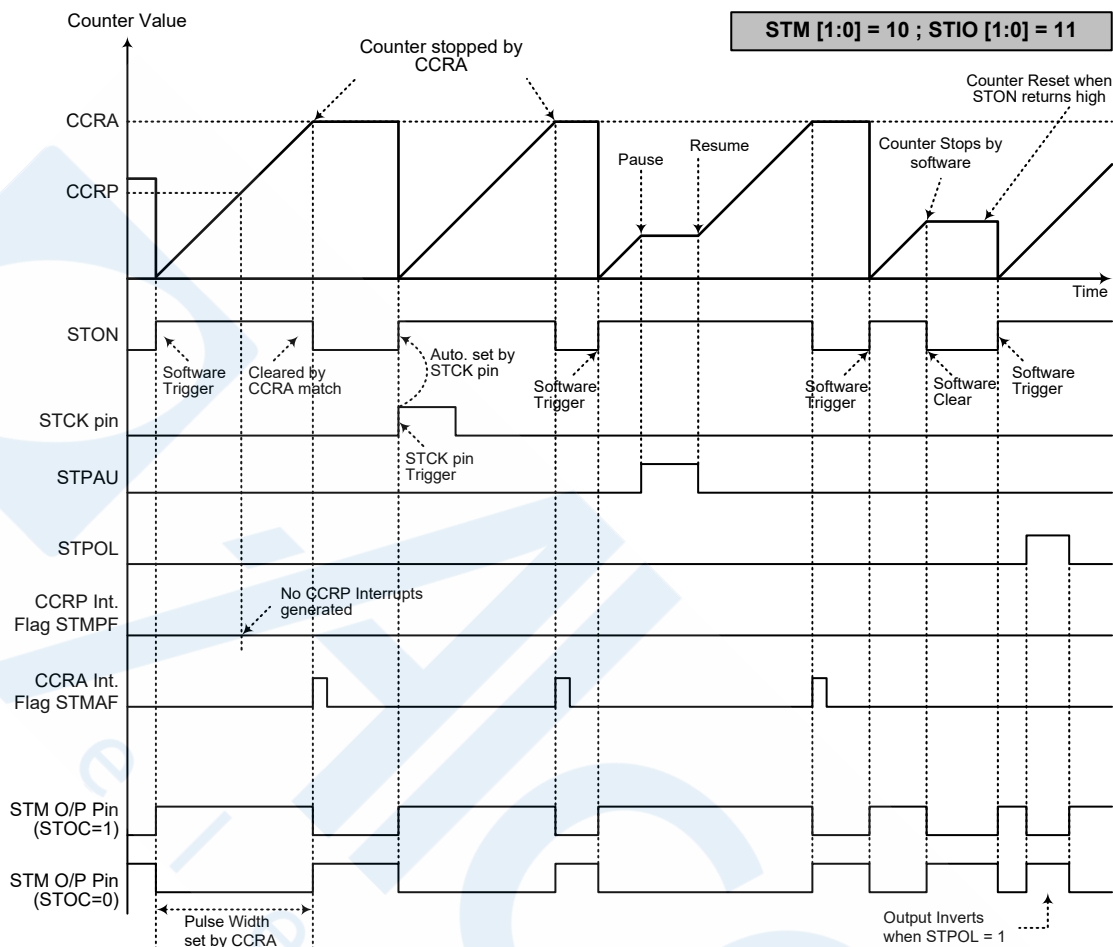 Counter Value
STM [1:0] = 10 ; STIO [1:0] = 11
Counter stopped by
CCRA
Counter Reset when
STON returns high
CCRA
Pause
Resume
Counter Stops by
software
CCRP
Time
STON
Software
Trigger
Cleared by
CCRA match
Auto. set by
STCK pin
Software
Trigger
Software
Trigger
Software
Clear
Software
Trigger
STCK pin
STCK pin
Trigger
STPAU
STPOL
CCRP Int.
Flag STMPF
No CCRP Interrupts
generated
CCRA Int.
Flag STMAF
STM O/P Pin
(STOC=1)
STM O/P Pin
(STOC=0)
Pulse Width
set by CCRA
Output Inverts
when STPOL = 1